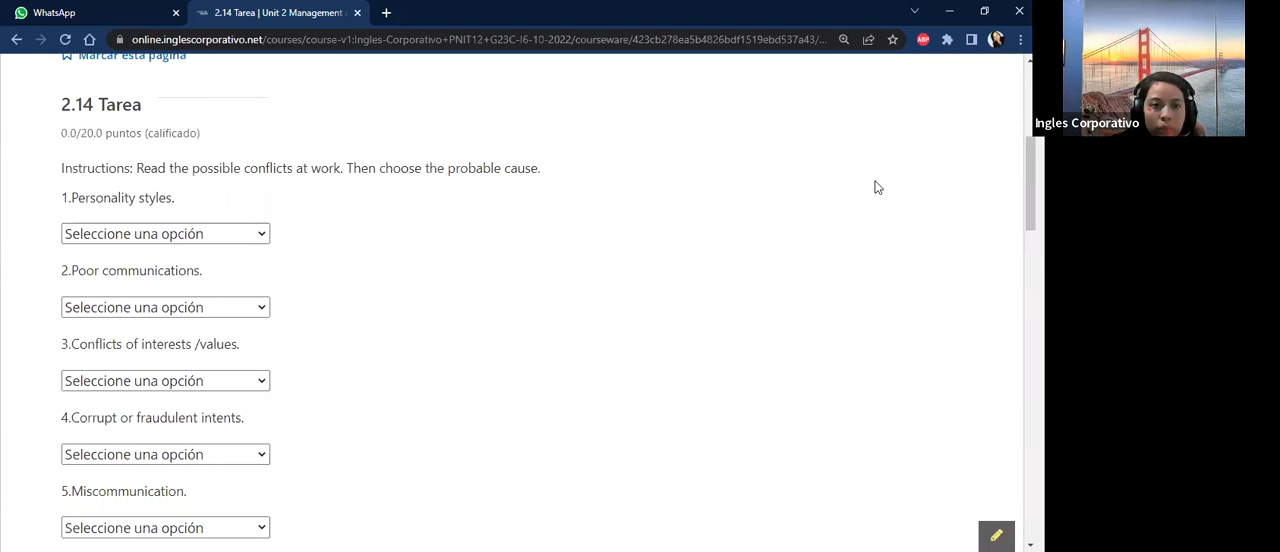 WhatsApp
2.14 Tarea | Unit 2 Management
online.inglescorporativo.net/courses/course-v1:Ingles-Corporativo+PNIT12+G23C-I6-10-2022/courseware/423cb278ea5b4826bdf1519ebd537a43/...
ABP
Marcar esta página
2.14 Tarea
0.0/20.0 puntos (calificado)
Instructions: Read the possible conflicts at work. Then choose the probable cause.
1.Personality styles.
Seleccione una opción
2.Poor communications.
Seleccione una opción
3.Conflicts of interests /values.
Seleccione una opción
4.Corrupt or fraudulent intents.
Seleccione una opción
5.Miscommunication.
Seleccione una opción
Ingles Corporativo